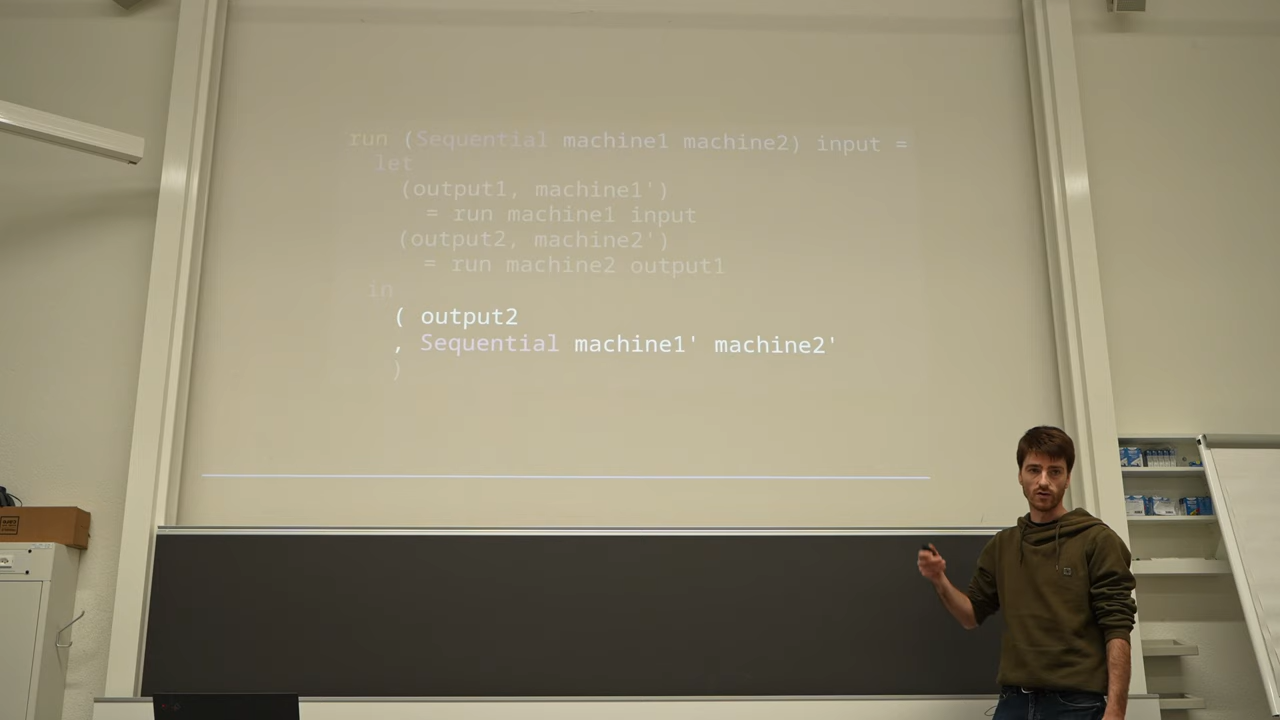 run (Sequential machine1 machine2) input =
let
(output1, machine1')
= run machine1 input
(output2, machine2')
= run machine2 output1
in
( output2
, Sequential machine1' machine2'
)